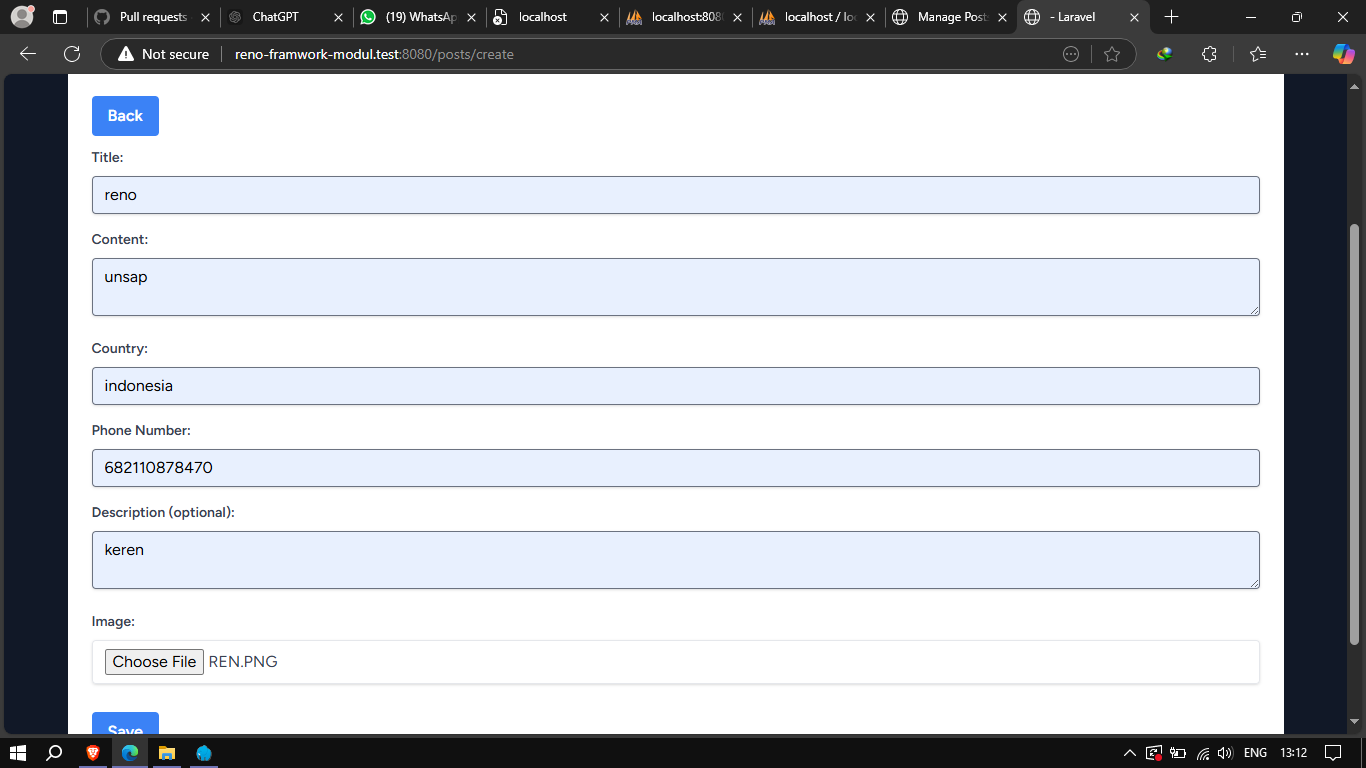 Pull requests
ChatGPT
(19) WhatsAp
localhost
localhost:808
localhost / lo
Manage Posts
- Laravel
Not secure
reno-framwork-modul.test:8080/posts/create
Back
Title:
reno
Content:
unsap
Country:
indonesia
Phone Number:
682110878470
Description (optional):
keren
Image:
Choose File REN.PNG
Save
ENG 13:12